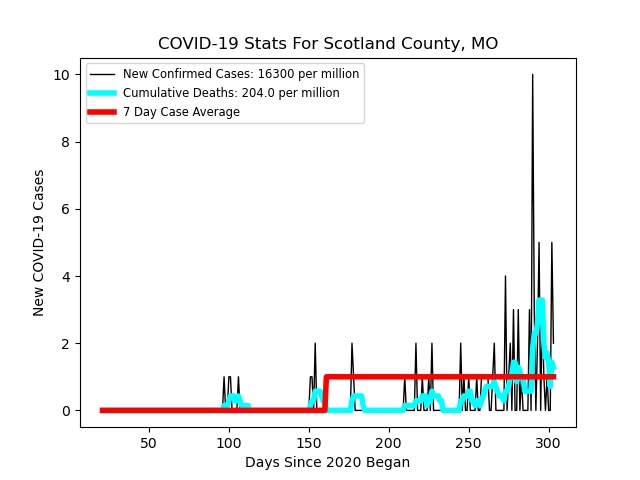 COVID-19 Stats For Scotland County, MO
New Confirmed Cases: 16300 per million
Cumulative Deaths: 204.0 per million
7 Day Case Average
10
8
6
4
2
0
New COVID-19 Cases
50 100 150 200 250 300
Days Since 2020 Began